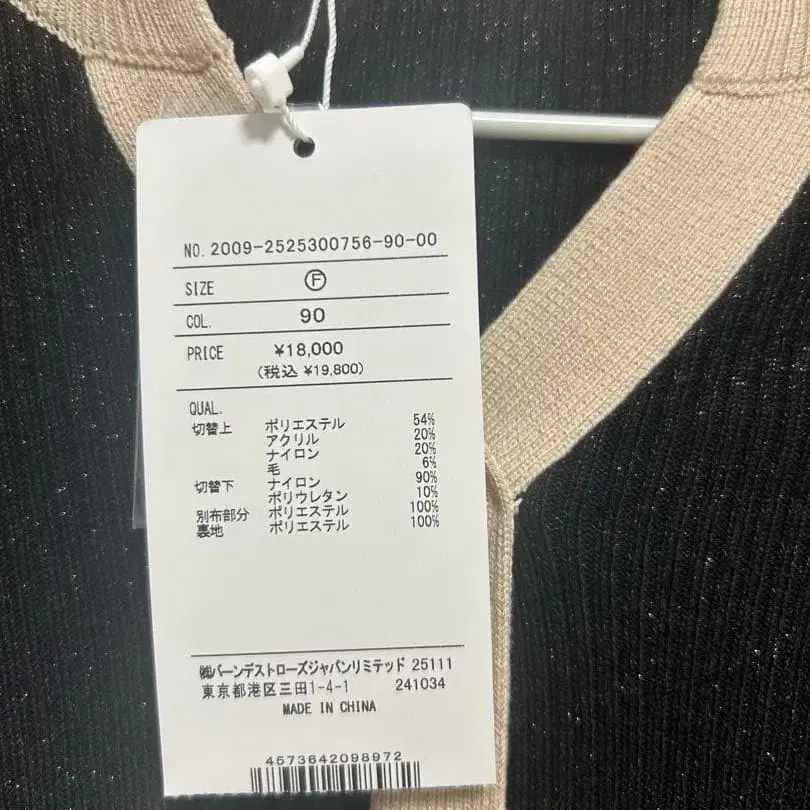 NO. 2009-2525300756-90-00
SIZE Ⓕ
COL. 90
PRICE ¥18,000
(税込 ¥19,800)
QUAL.
切替上 ポリエステル 54%
アクリル 20%
ナイロン 20%
毛 6%
切替下 ナイロン 90%
ポリウレタン 10%
別布部分 ポリエステル 100%
裏地 ポリエステル 100%
㈱バーンデストローズジャパンリミテッド 25111
東京都港区三田1-4-1 241034
MADE IN CHINA
4573642098972